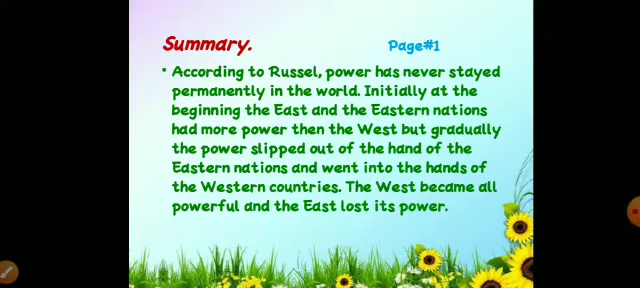 Summary. Page#1
• According to Russel, power has never stayed
permanently in the world. Initially at the
beginning the East and the Eastern nations
had more power then the West but gradually
the power slipped out of the hand of the
Eastern nations and went into the hands of
the Western countries. The West became all
powerful and the East lost its power.